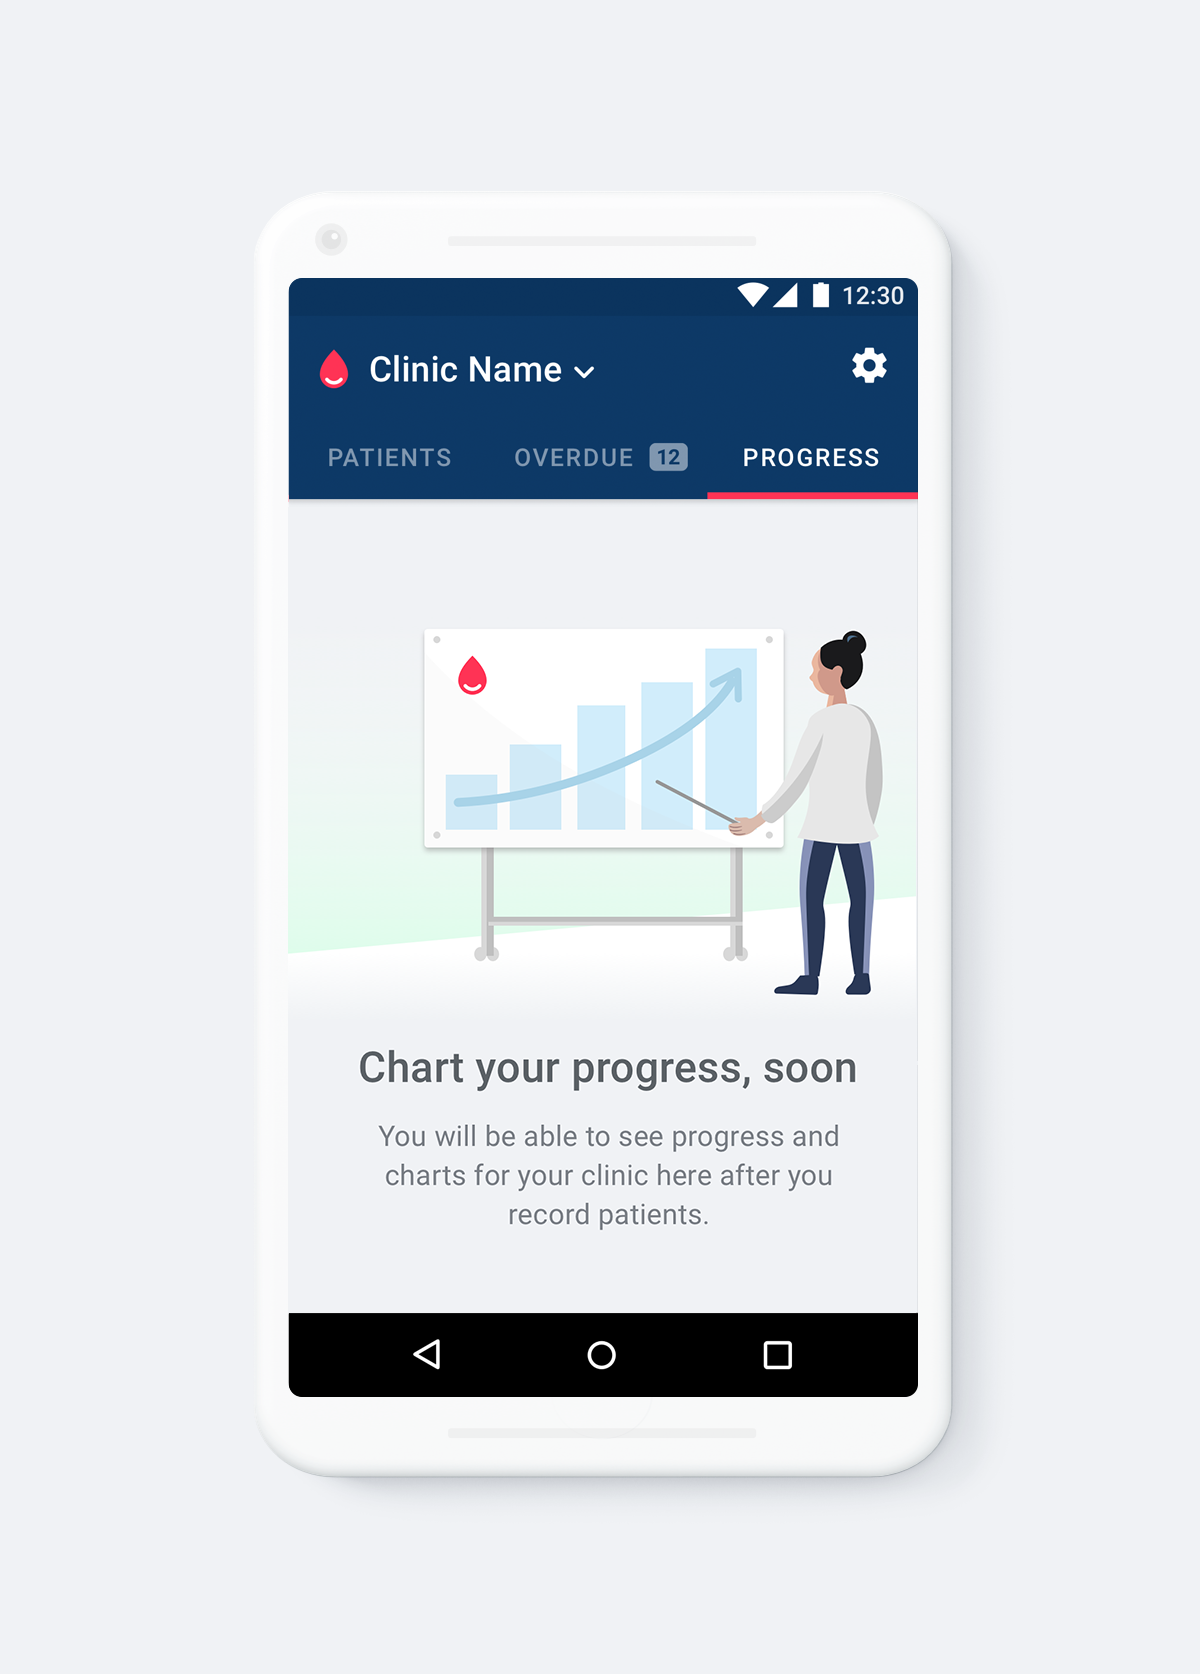 12:30
Clinic Name
PATIENTS
OVERDUE 12
PROGRESS
Chart your progress, soon
You will be able to see progress and
charts for your clinic here after you
record patients.